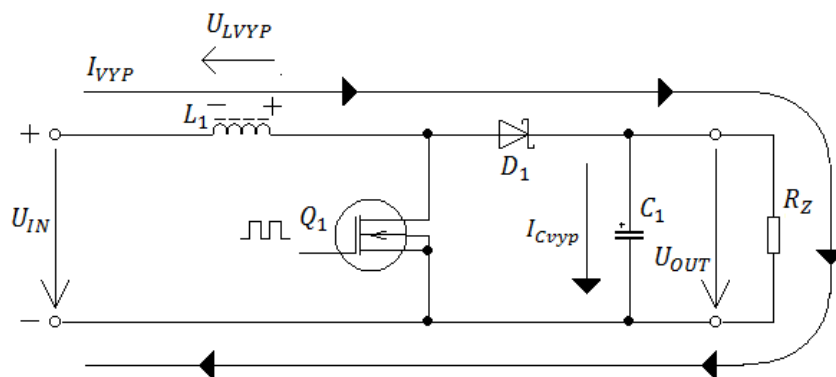 U_LVYP
I_VYP
− +
L_1
+
D_1
U_IN
Q_1
I_Cvyp
C_1
U_OUT
R_Z
−